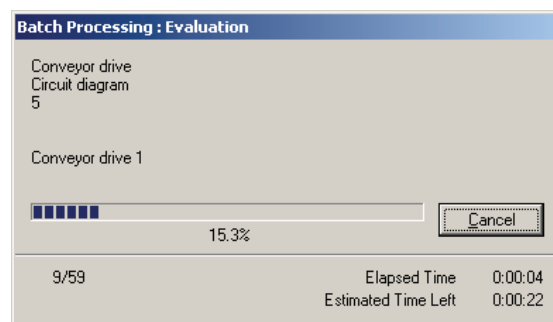 Batch Processing : Evaluation
Conveyor drive
Circuit diagram
5
Conveyor drive 1
Cancel
15.3%
9/59
Elapsed Time 0:00:04
Estimated Time Left 0:00:22